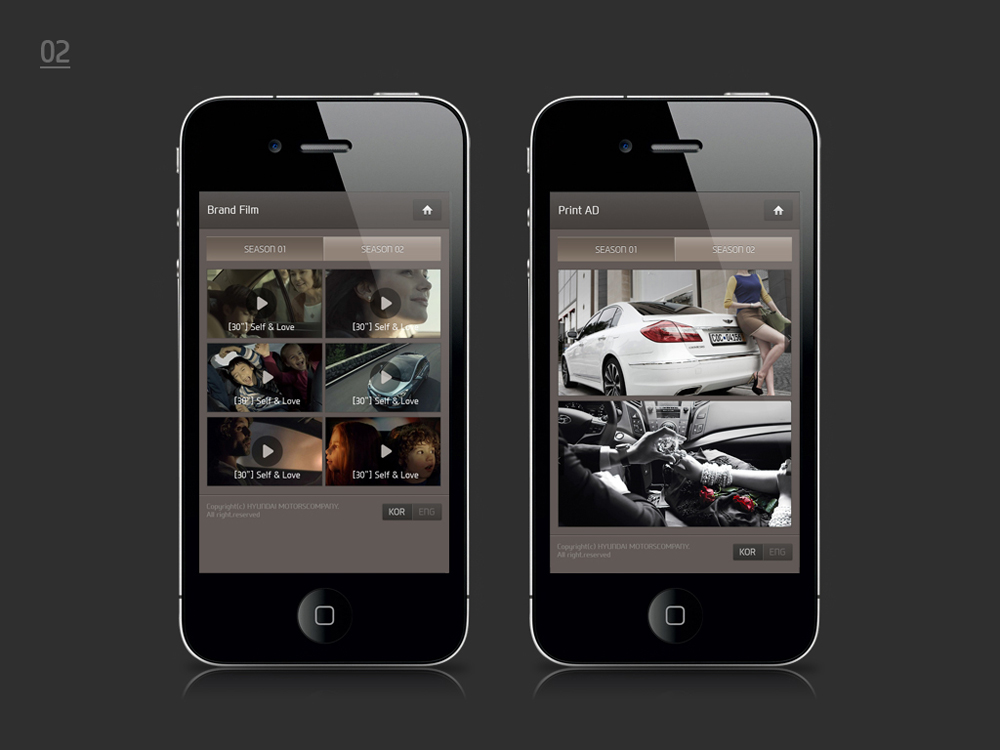 02
Brand Film
SEASON 01
SEASON 02
[30"] Self & Love
[30"] Self & Love
[30"] Self & Love
[30"] Self & Love
[30"] Self & Love
[30"] Self & Love
Copyright(c) HYUNDAI MOTORSCOMPANY.
All right.reserved
KOR
ENG
Print AD
SEASON 01
SEASON 02
Copyright(c) HYUNDAI MOTORSCOMPANY.
All right.reserved
KOR
ENG